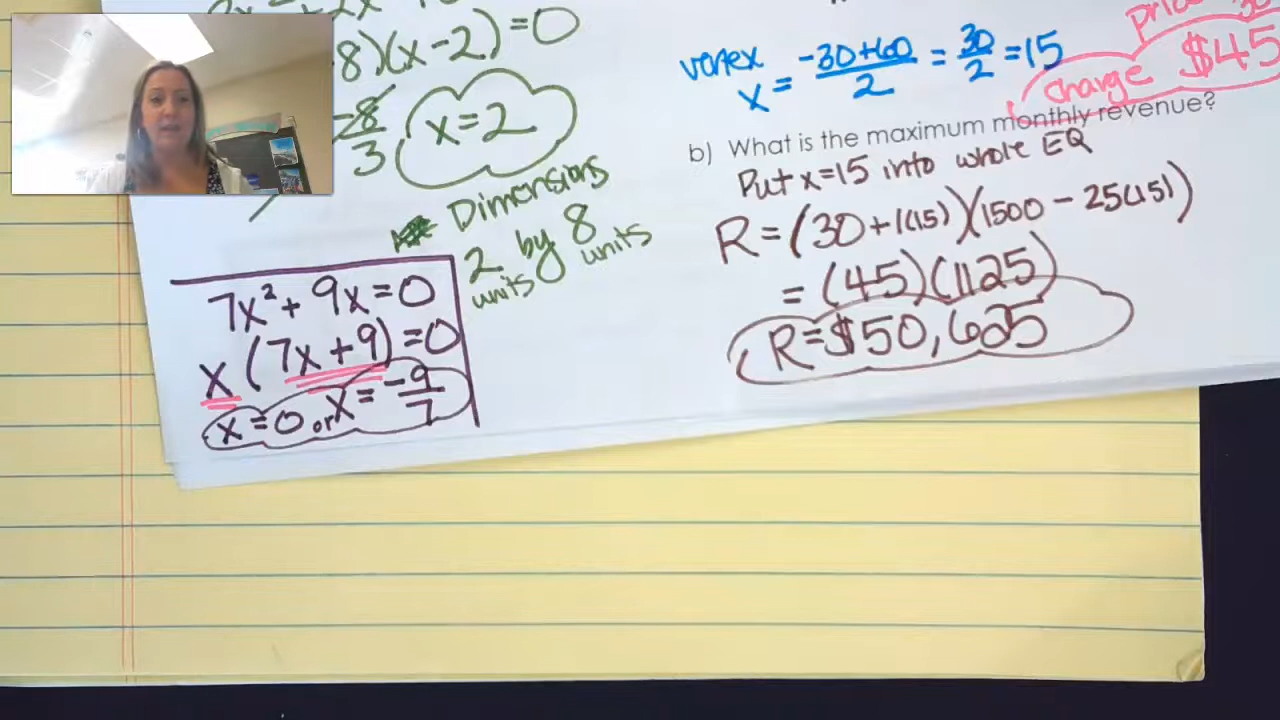 8)(x-2)=0
-8
3
x=2
Dimensions
2 by 8
units units
7x²+9x=0
x(7x+9)=0
x=0 or x=-9/7
vertex x=(-30+60)/2=30/2=15
charge $45
b) What is the maximum monthly revenue?
Put x=15 into whole EQ
R=(30+1(15))(1500-25(15))
=(45)(1125)
R=$50,625